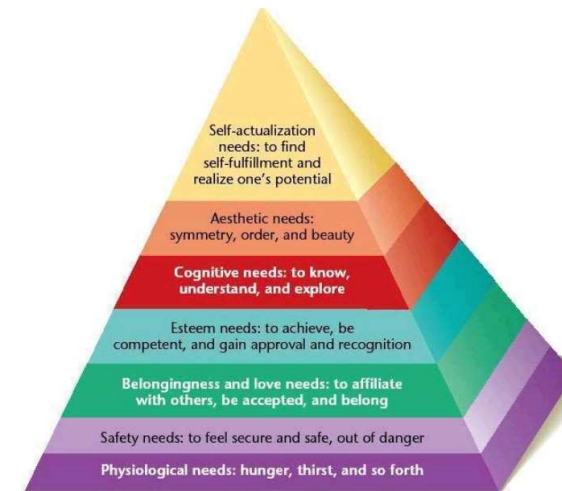 Self-actualization
needs: to find
self-fulfillment and
realize one's potential
Aesthetic needs:
symmetry, order, and beauty
Cognitive needs: to know,
understand, and explore
Esteem needs: to achieve, be
competent, and gain approval and recognition
Belongingness and love needs: to affiliate
with others, be accepted, and belong
Safety needs: to feel secure and safe, out of danger
Physiological needs: hunger, thirst, and so forth